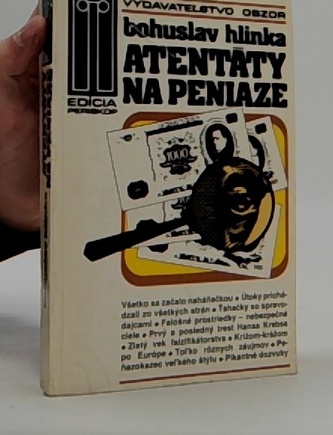 VYDAVATEĽSTVO OBZOR
bohuslav hlinka
ATENTÁTY
NA PENIAZE
EDÍCIA
PERISKOP
1000
Všetko sa začalo naháňačkou • Útoky prichá-
dzali zo všetkých strán • Ťahačky so spravo-
dajcami • Falošné prostriedky – nebezpečné
ciele • Prvý a posledný trest Hansa Krebsa
• Zlatý vek falzifikátorstva • Krížom-krážom
po Európe • Toľko rôznych záujmov • Pe-
ňazokazec veľkého štýlu • Pikantné dozvuky